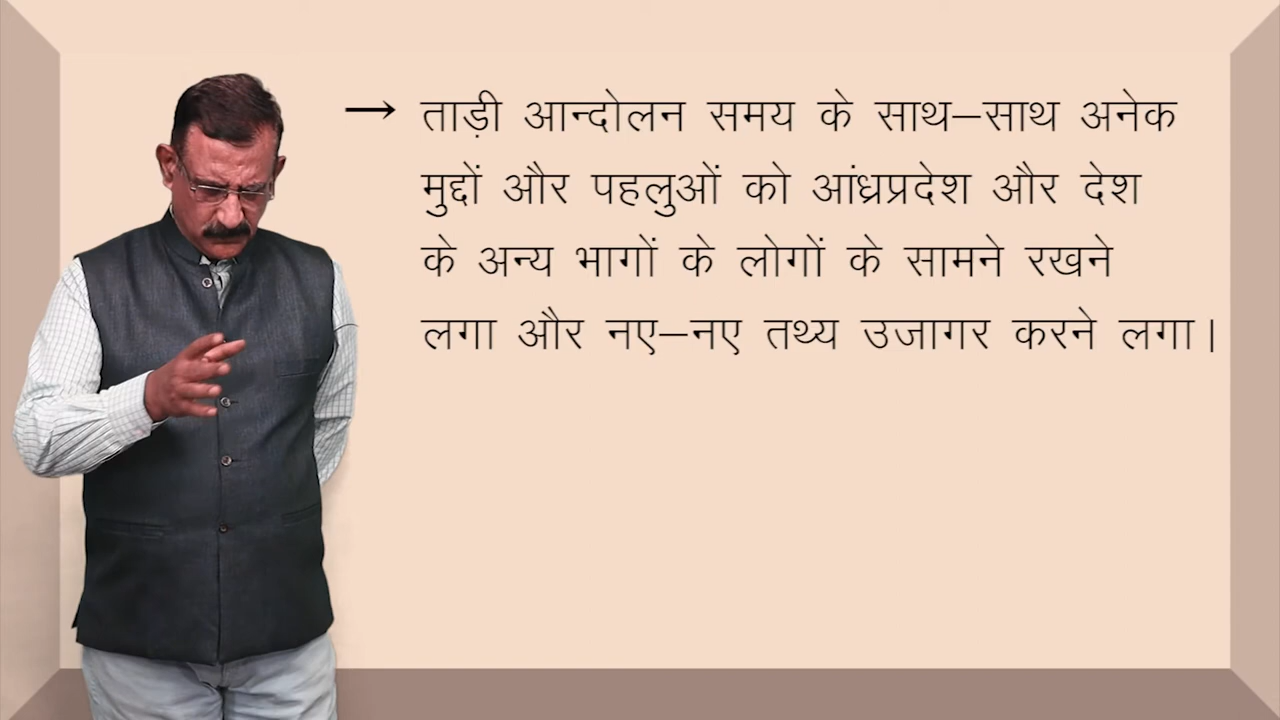 → ताड़ी आन्दोलन समय के साथ–साथ अनेक
मुद्दों और पहलुओं को आंध्रप्रदेश और देश
के अन्य भागों के लोगों के सामने रखने
लगा और नए–नए तथ्य उजागर करने लगा।